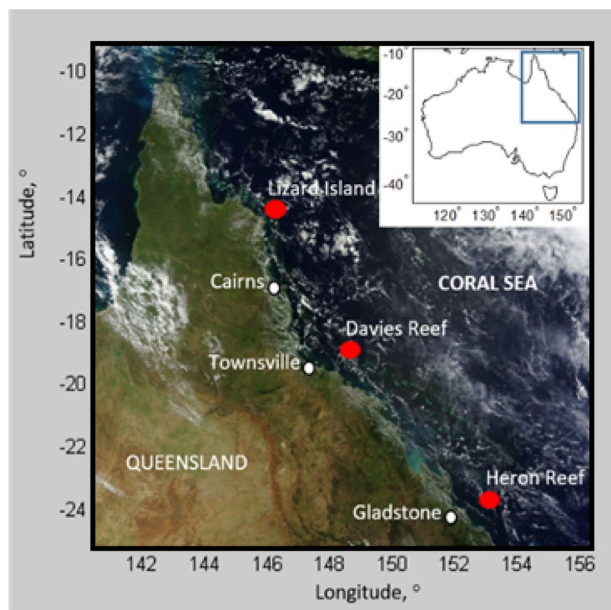 -10
-12
-14
-16
-18
-20
-22
-24
Latitude, °
142 144 146 148 150 152 154 156
Longitude, °
-10°
-20°
-30°
-40°
120° 130° 140° 150°
Lizard Island
Cairns
CORAL SEA
Davies Reef
Townsville
QUEENSLAND
Heron Reef
Gladstone